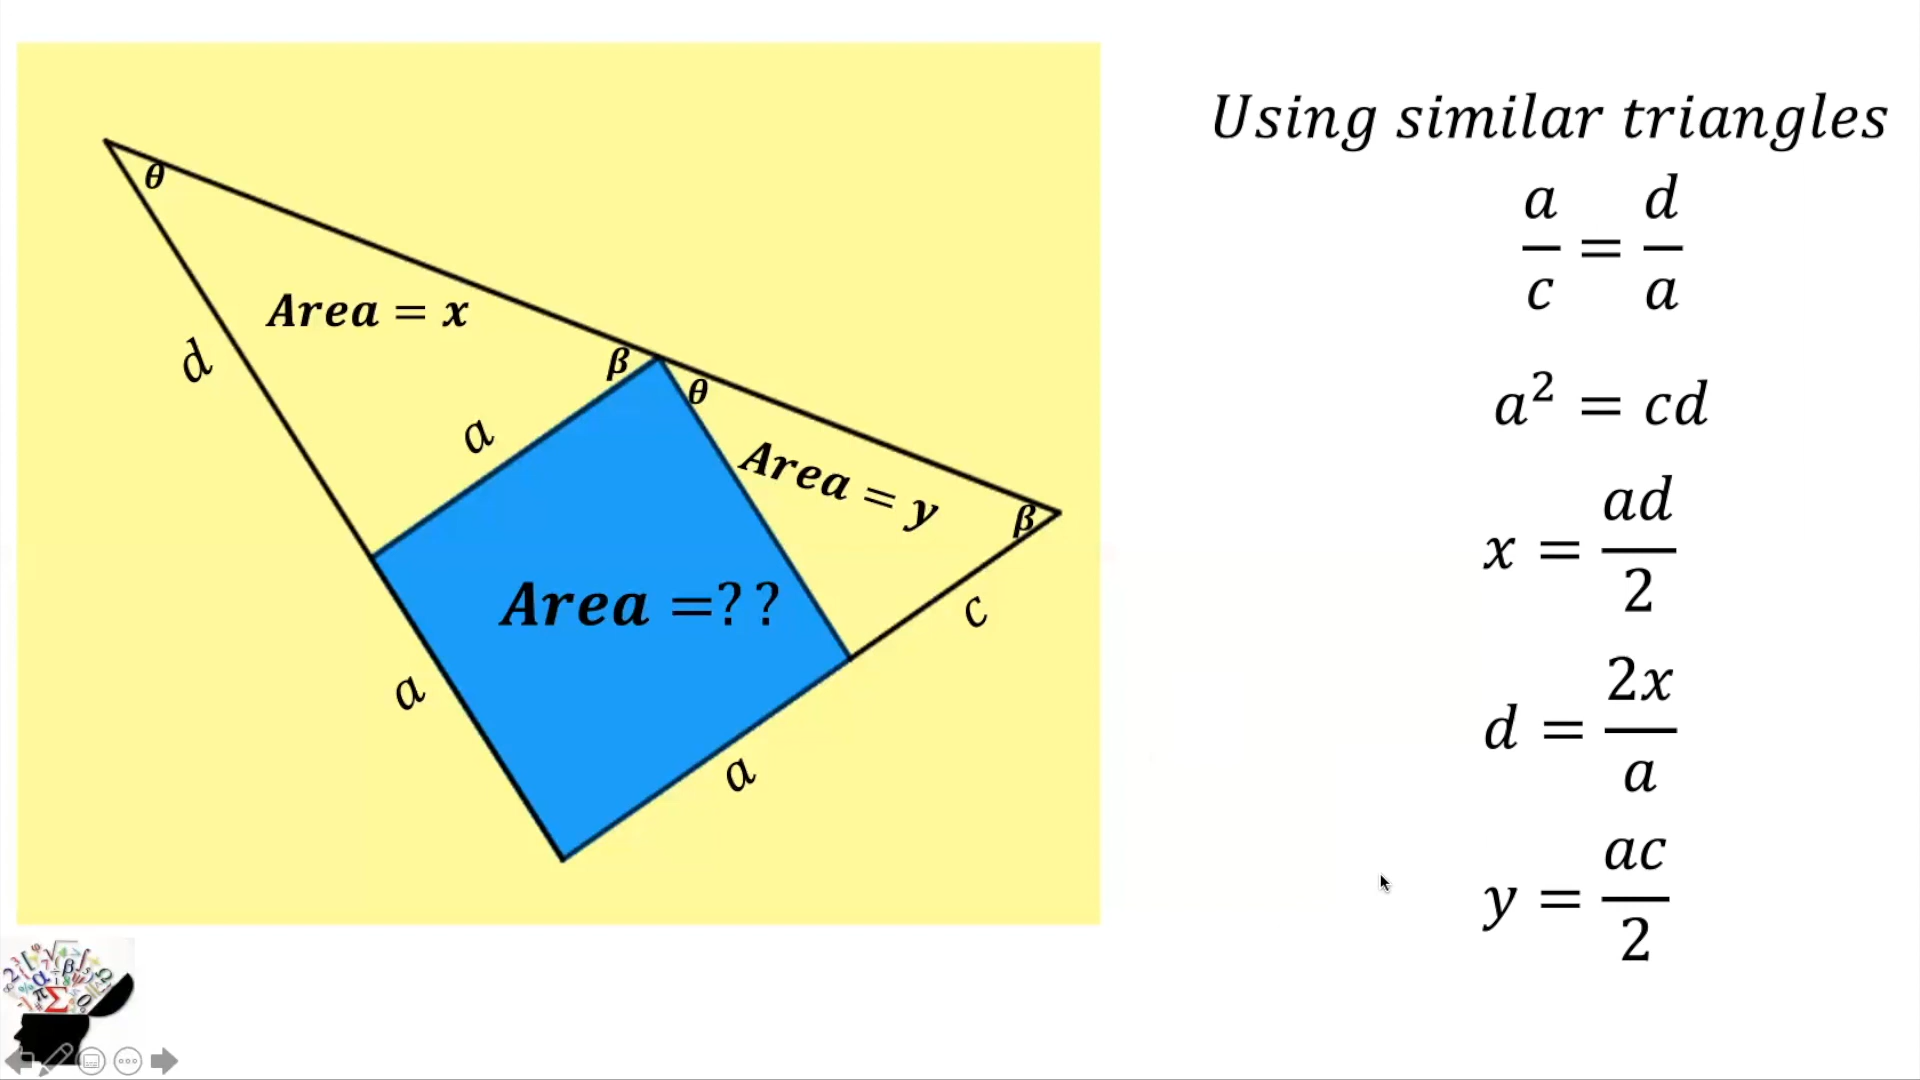 Using similar triangles
a/c = d/a
a² = cd
x = ad/2
d = 2x/a
y = ac/2
θ
Area = x
d
β
θ
a
Area = y
β
Area =??
c
a
a